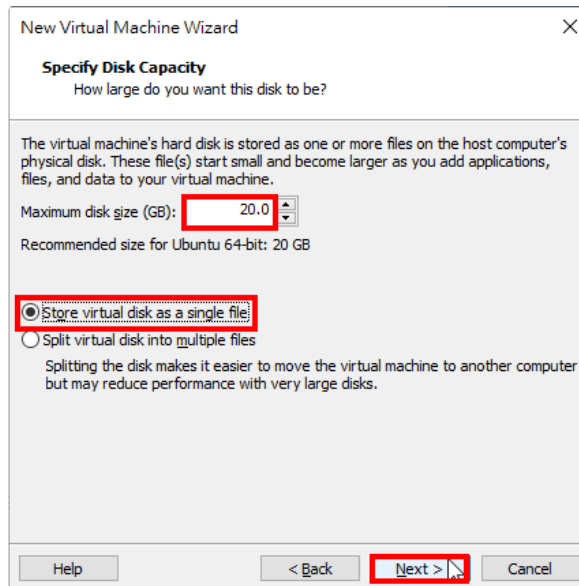 New Virtual Machine Wizard
Specify Disk Capacity
How large do you want this disk to be?
The virtual machine's hard disk is stored as one or more files on the host computer's
physical disk. These file(s) start small and become larger as you add applications,
files, and data to your virtual machine.
Maximum disk size (GB): 20.0
Recommended size for Ubuntu 64-bit: 20 GB
Store virtual disk as a single file
Split virtual disk into multiple files
Splitting the disk makes it easier to move the virtual machine to another computer
but may reduce performance with very large disks.
Help < Back Next > Cancel